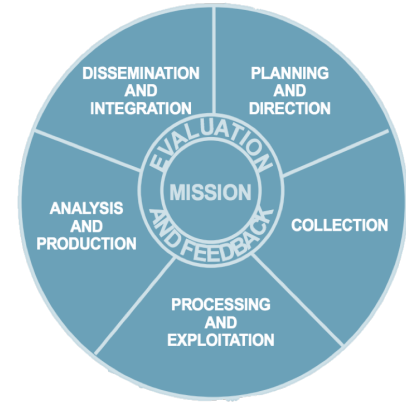 DISSEMINATION
AND
INTEGRATION
PLANNING
AND
DIRECTION
EVALUATION
AND FEEDBACK
MISSION
ANALYSIS
AND
PRODUCTION
COLLECTION
PROCESSING
AND
EXPLOITATION